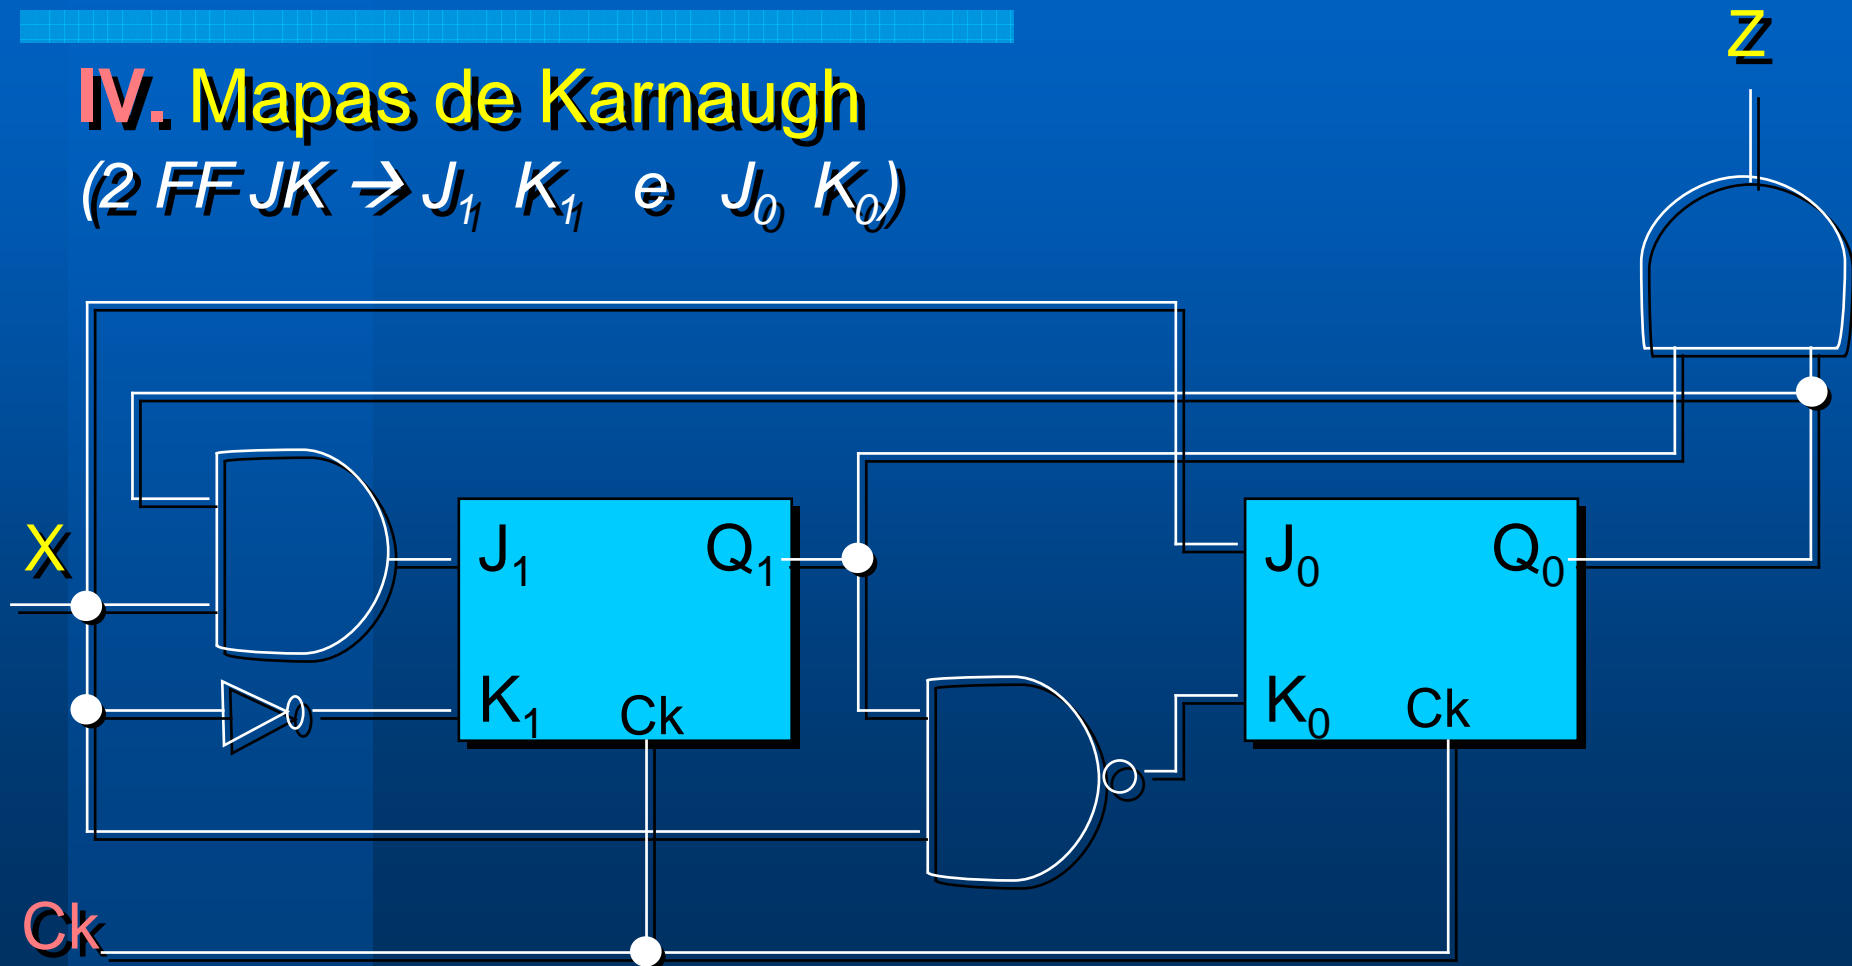 Z
IV. Mapas de Karnaugh
(2 FF JK → J₁ K₁ e J₀ K₀)
X
J₁ Q₁
K₁ Ck
J₀ Q₀
K₀ Ck
Ck